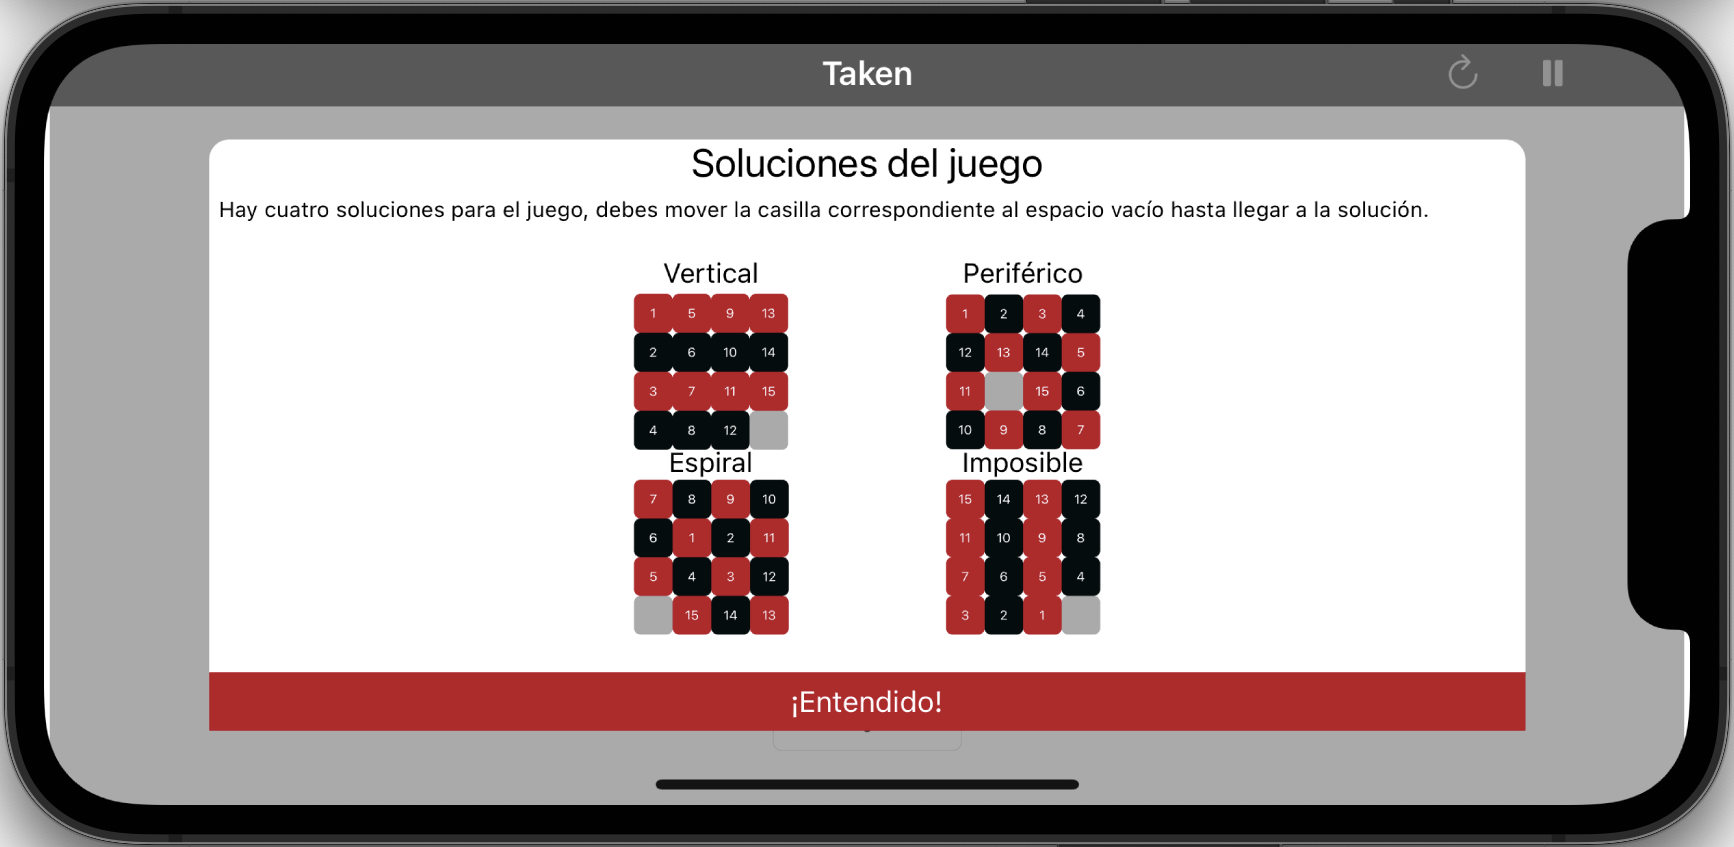 Taken
Soluciones del juego
Hay cuatro soluciones para el juego, debes mover la casilla correspondiente al espacio vacío hasta llegar a la solución.
Vertical
1 5 9 13
2 6 10 14
3 7 11 15
4 8 12
Periférico
1 2 3 4
12 13 14 5
11 15 6
10 9 8 7
Espiral
7 8 9 10
6 1 2 11
5 4 3 12
15 14 13
Imposible
15 14 13 12
11 10 9 8
7 6 5 4
3 2 1
¡Entendido!